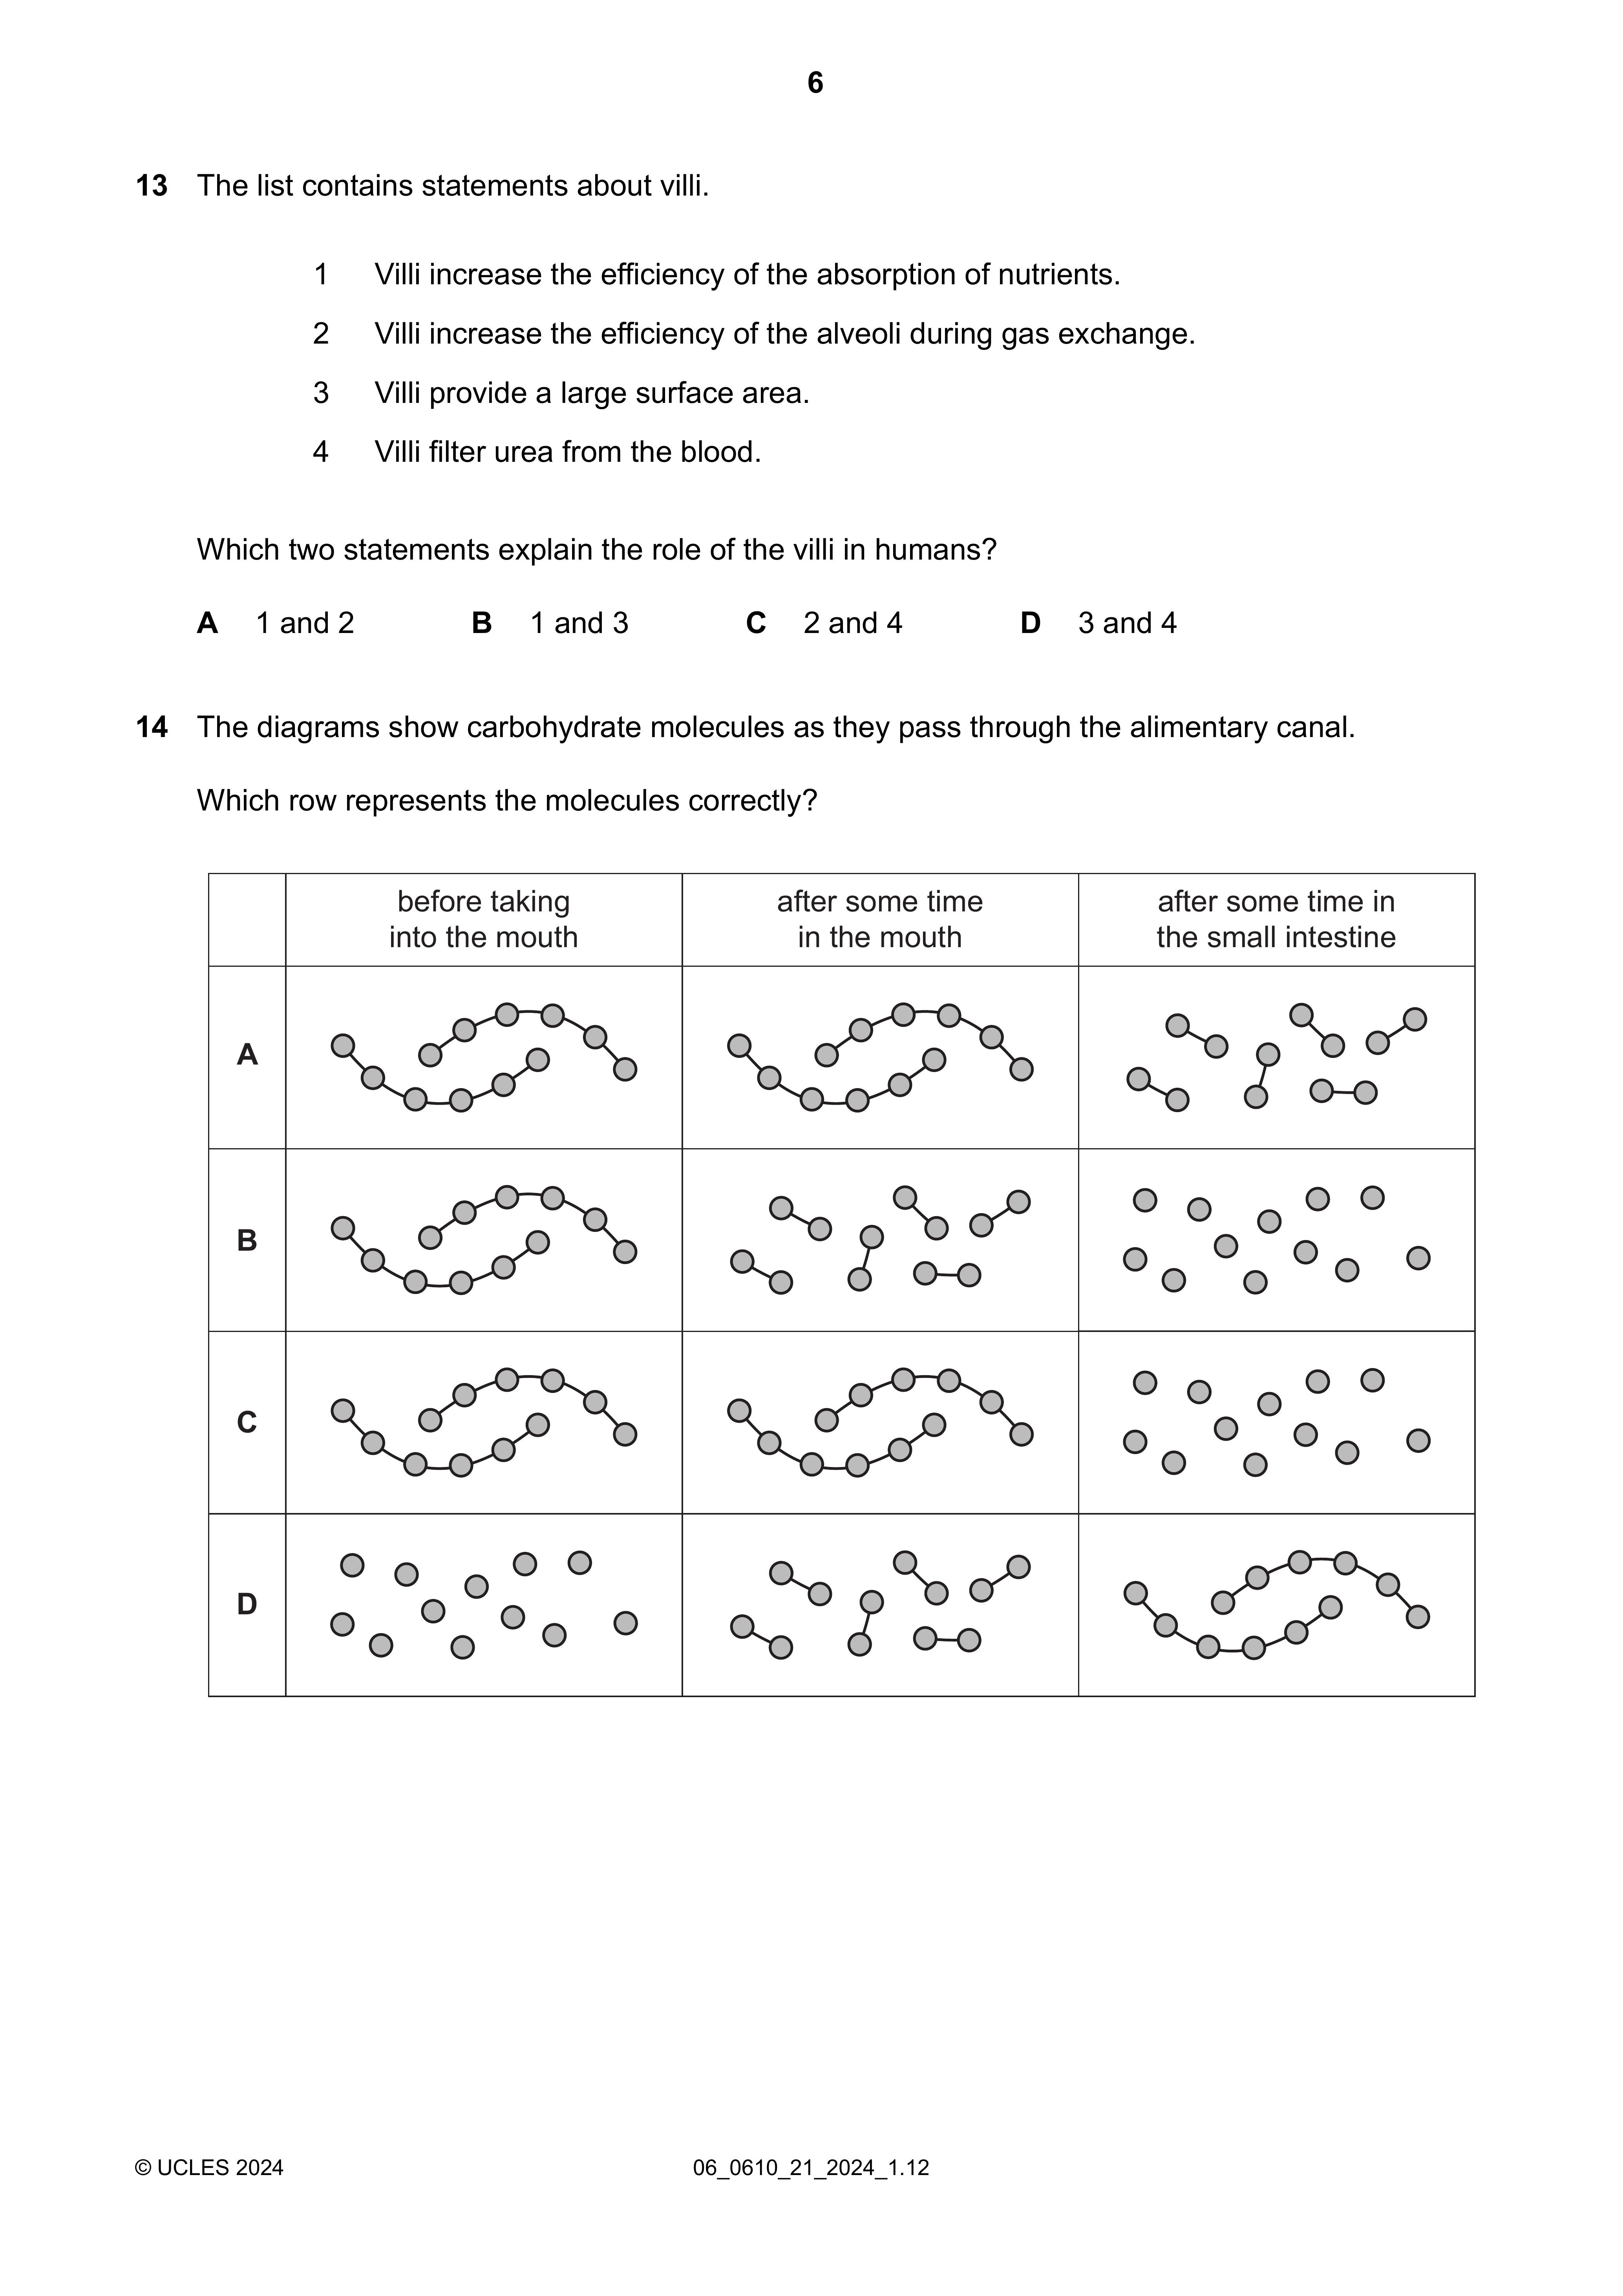 6
13 The list contains statements about villi.
1 Villi increase the efficiency of the absorption of nutrients.
2 Villi increase the efficiency of the alveoli during gas exchange.
3 Villi provide a large surface area.
4 Villi filter urea from the blood.
Which two statements explain the role of the villi in humans?
A 1 and 2 B 1 and 3 C 2 and 4 D 3 and 4
14 The diagrams show carbohydrate molecules as they pass through the alimentary canal.
Which row represents the molecules correctly?
before taking after some time after some time in
into the mouth in the mouth the small intestine
A
B
C
D
© UCLES 2024 06_0610_21_2024_1.12